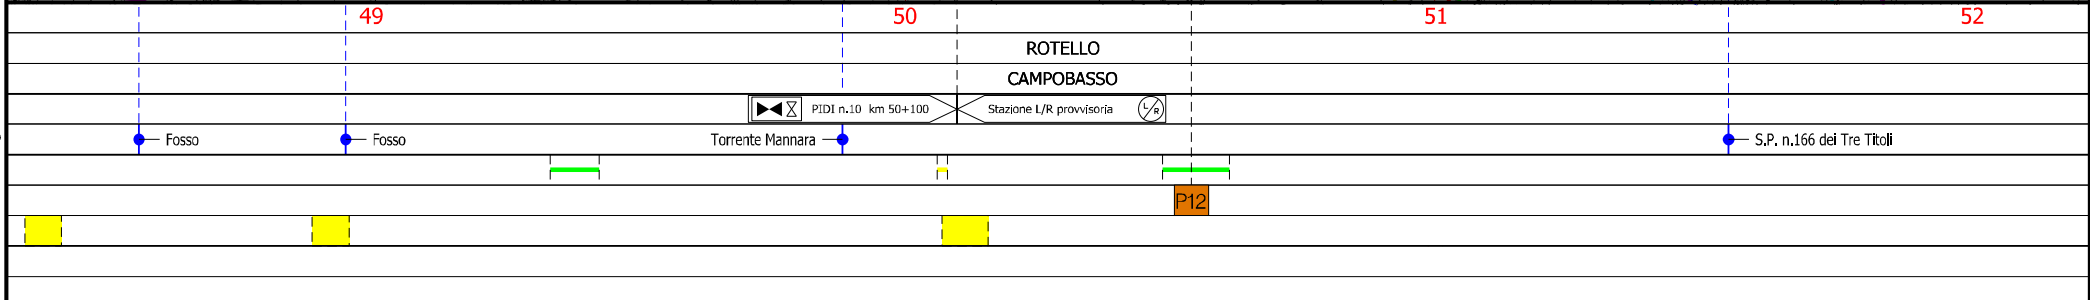 49 50 51 52
ROTELLO
CAMPOBASSO
PIDI n.10 km 50+100 Stazione L/R provvisoria L/R
Fosso Fosso Torrente Mannara S.P. n.166 dei Tre Titoli
P12